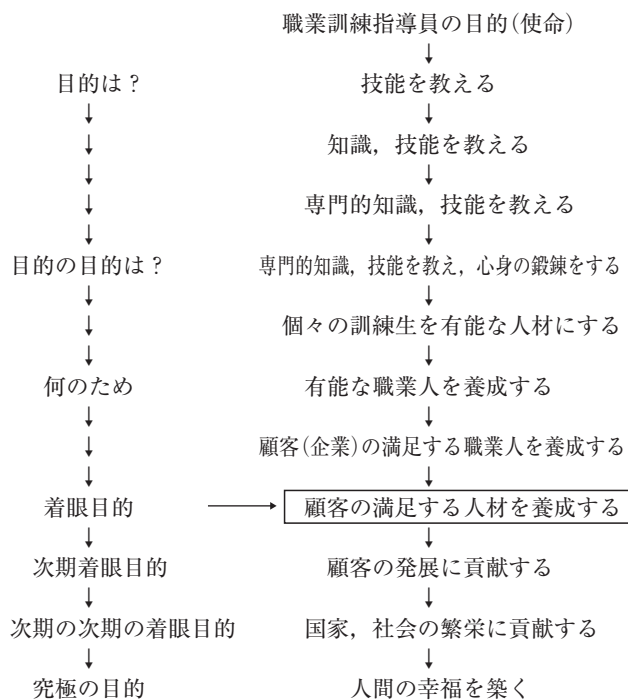 職業訓練指導員の目的(使命)
↓
目的は? 技能を教える
↓ ↓
↓ 知識,技能を教える
↓ ↓
↓ 専門的知識,技能を教える
↓ ↓
目的の目的は? 専門的知識,技能を教え,心身の鍛錬をする
↓ ↓
↓ 個々の訓練生を有能な人材にする
↓ ↓
何のため 有能な職業人を養成する
↓ ↓
↓ 顧客(企業)の満足する職業人を養成する
↓ ↓
着眼目的 → 顧客の満足する人材を養成する
↓ ↓
次期着眼目的 顧客の発展に貢献する
↓ ↓
次期の次期の着眼目的 国家,社会の繁栄に貢献する
↓ ↓
究極の目的 人間の幸福を築く